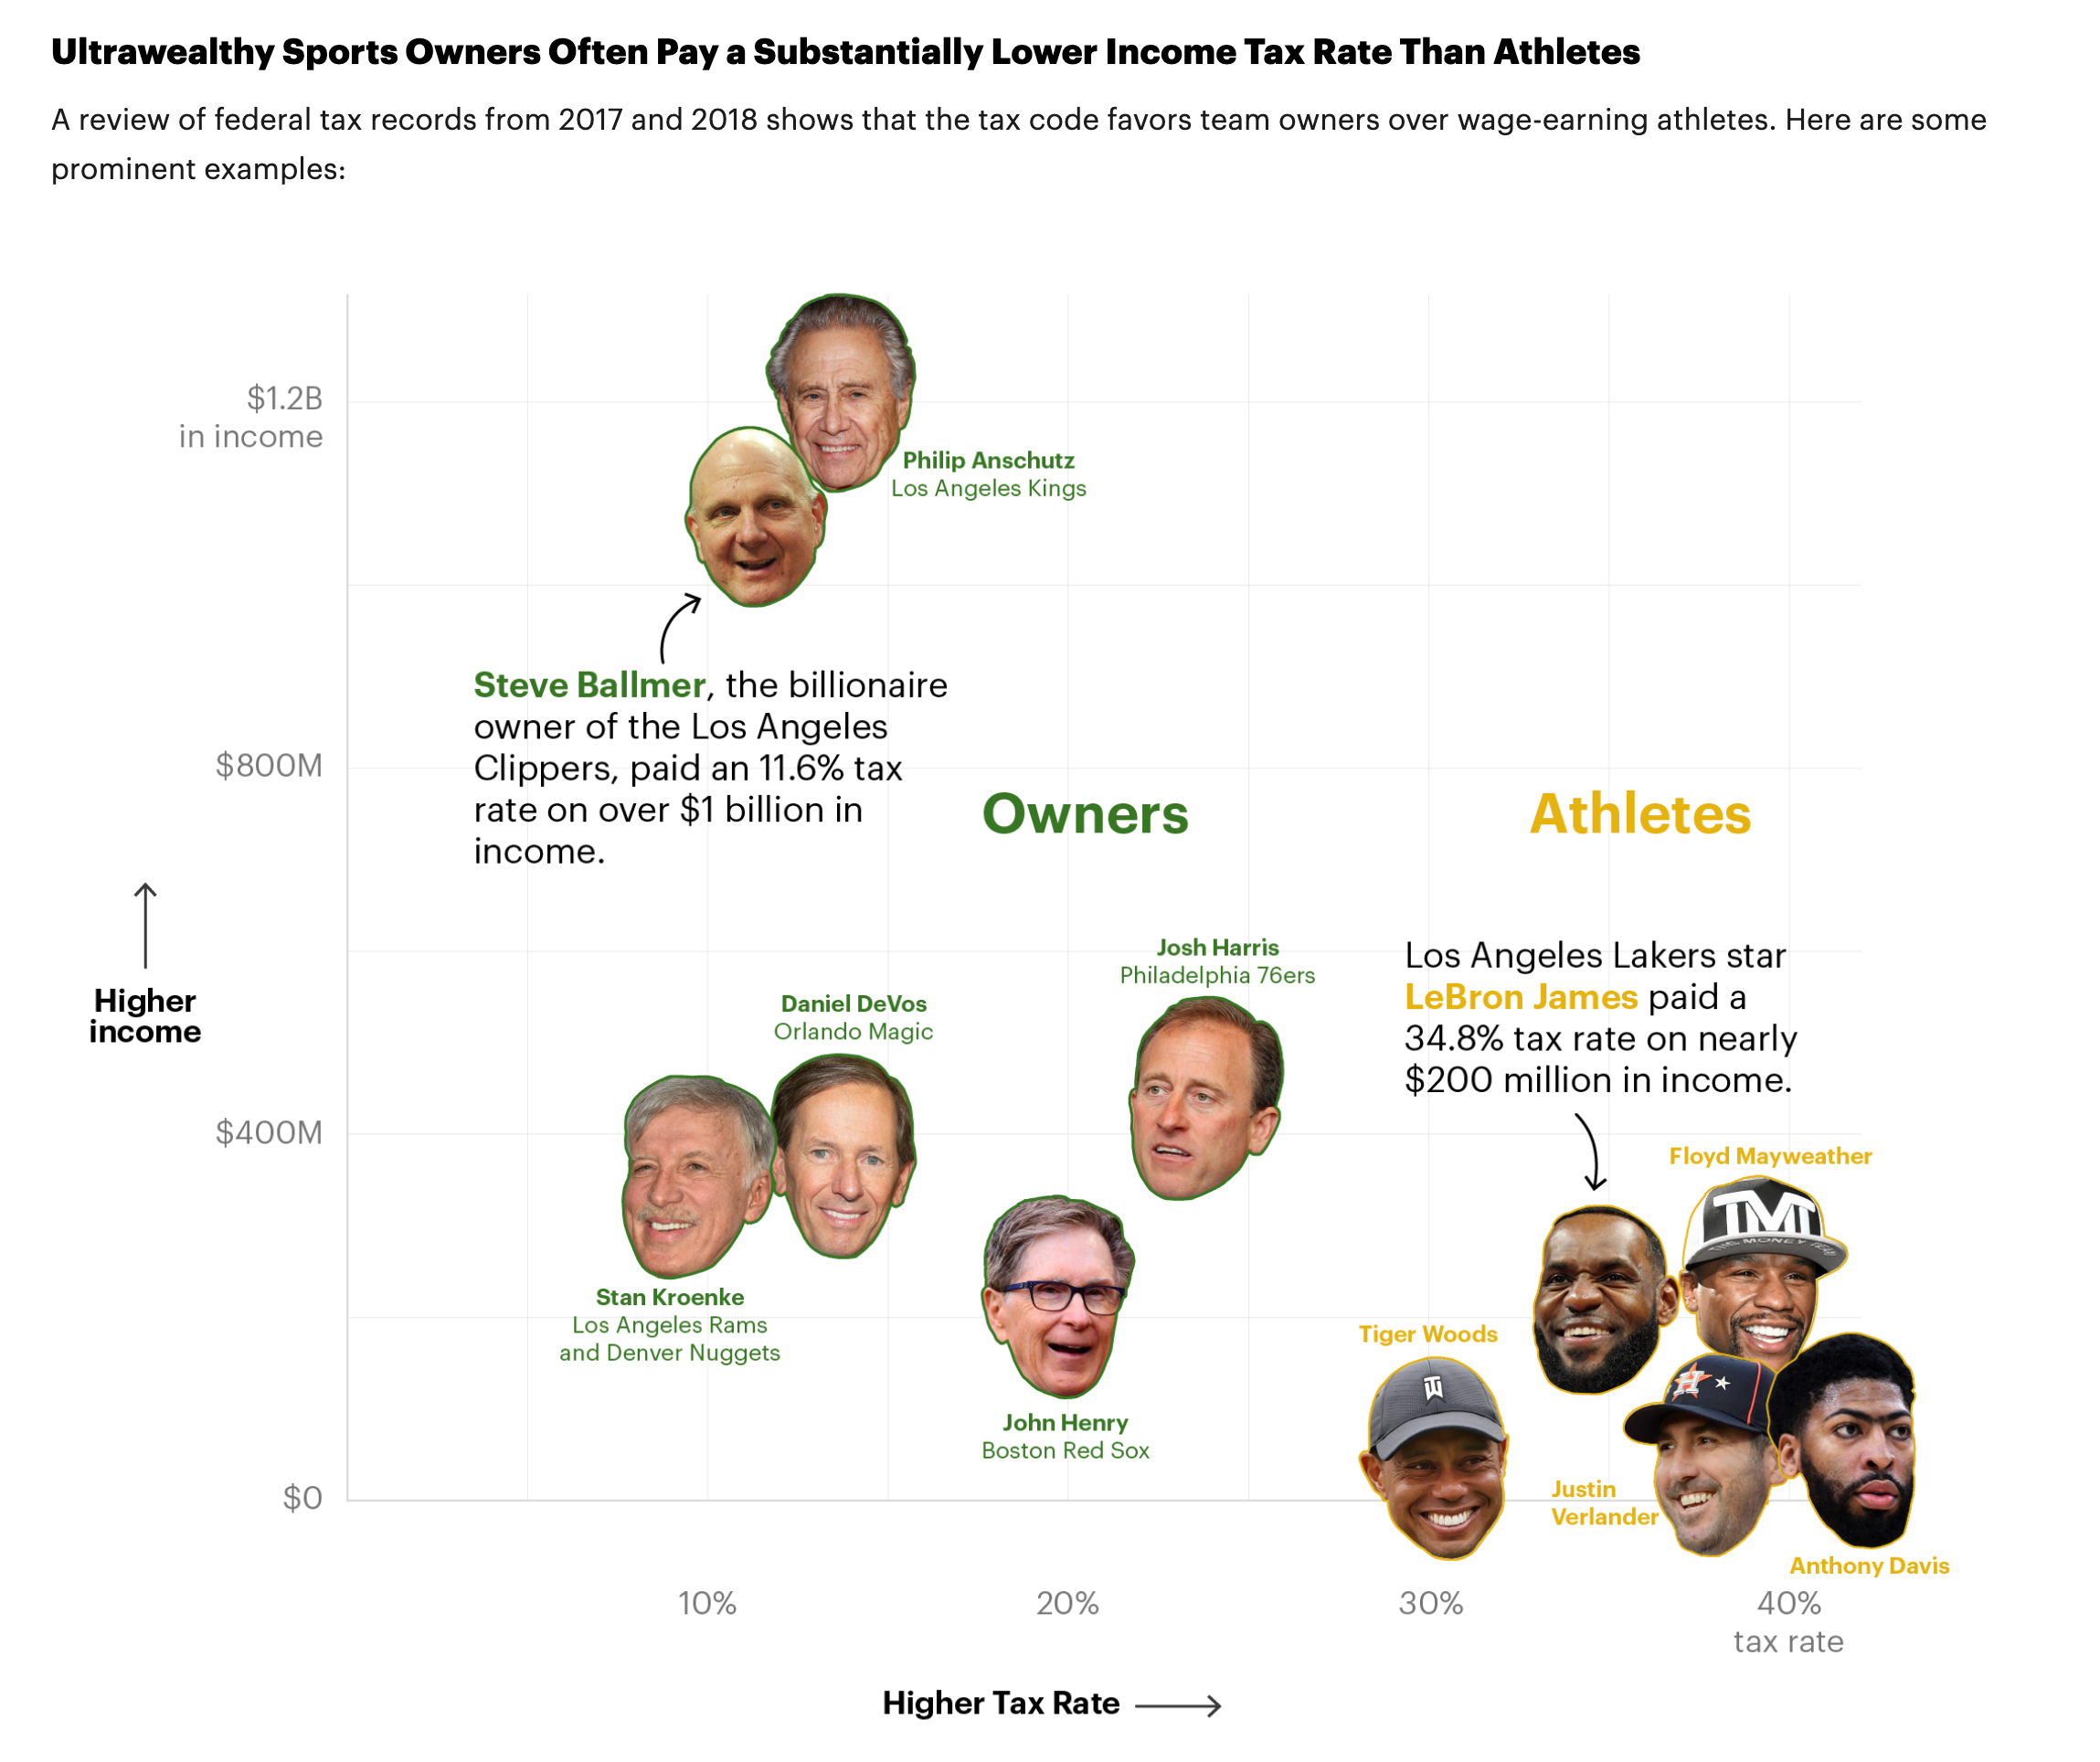 Ultrawealthy Sports Owners Often Pay a Substantially Lower Income Tax Rate Than Athletes
A review of federal tax records from 2017 and 2018 shows that the tax code favors team owners over wage-earning athletes. Here are some
prominent examples:
$1.2B
in income
Philip Anschutz
Los Angeles Kings
Steve Ballmer, the billionaire
owner of the Los Angeles
Clippers, paid an 11.6% tax
rate on over $1 billion in
income.
$800M
Owners
Athletes
Higher
income
Josh Harris
Philadelphia 76ers
Daniel DeVos
Orlando Magic
Los Angeles Lakers star
LeBron James paid a
34.8% tax rate on nearly
$200 million in income.
$400M
Floyd Mayweather
TMT
THE MONEY TEAM
Stan Kroenke
Los Angeles Rams
and Denver Nuggets
John Henry
Boston Red Sox
Tiger Woods
TW
H
Justin
Verlander
Anthony Davis
$0
10%
20%
30%
40%
tax rate
Higher Tax Rate